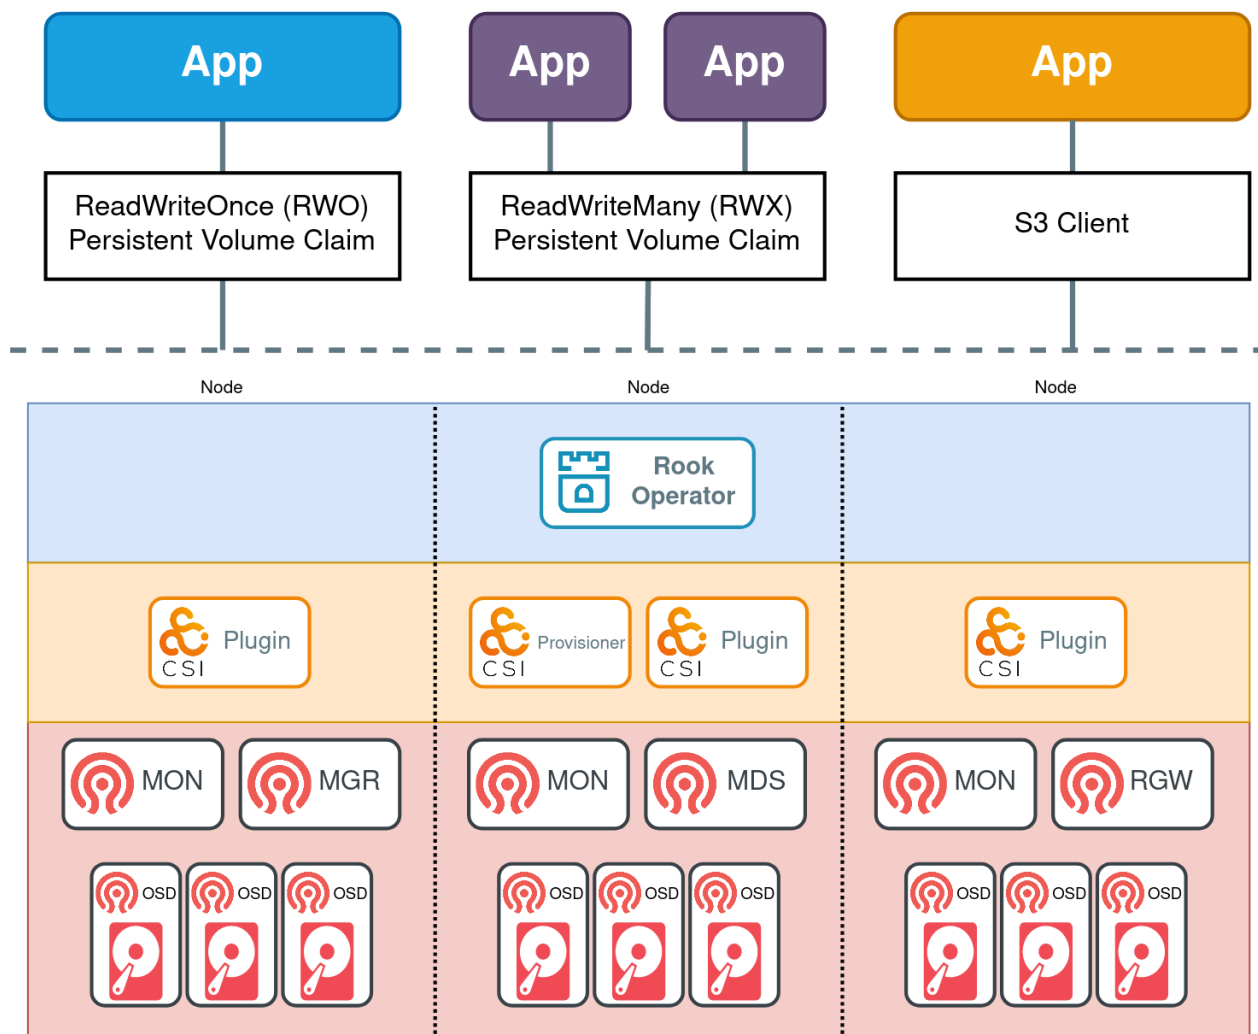 App
App
App
App
ReadWriteOnce (RWO)
Persistent Volume Claim
ReadWriteMany (RWX)
Persistent Volume Claim
S3 Client
Node
Node
Node
Rook
Operator
CSI
Plugin
CSI
Provisioner
CSI
Plugin
CSI
Plugin
MON
MGR
MON
MDS
MON
RGW
OSD
OSD
OSD
OSD
OSD
OSD
OSD
OSD
OSD